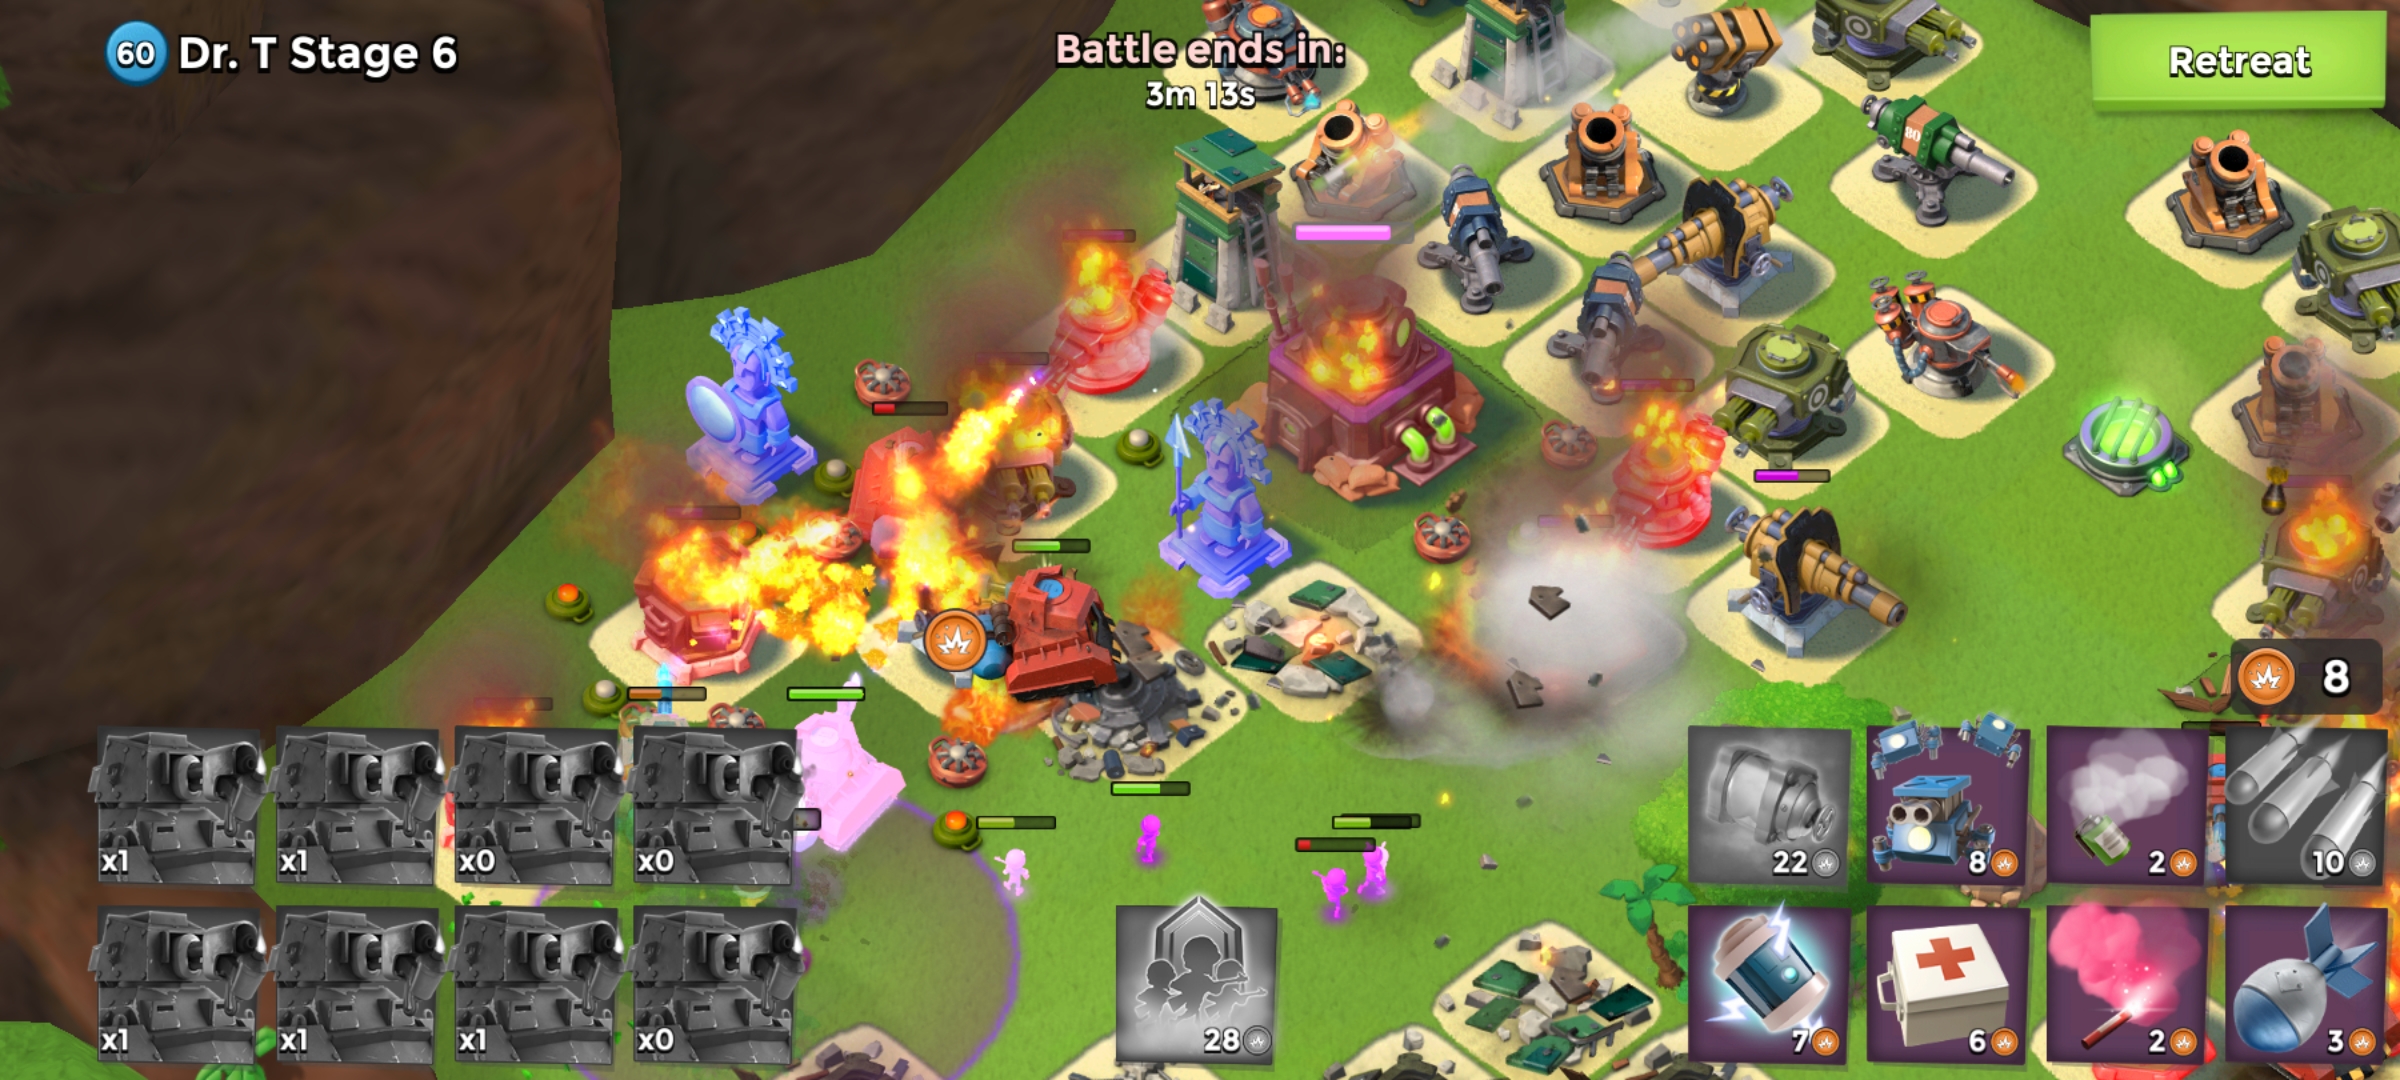 60 Dr. T Stage 6
Battle ends in:
3m 13s
Retreat
80
8
x1
x1
x0
x0
22
8
2
10
x1
x1
x1
x0
28
7
6
2
3